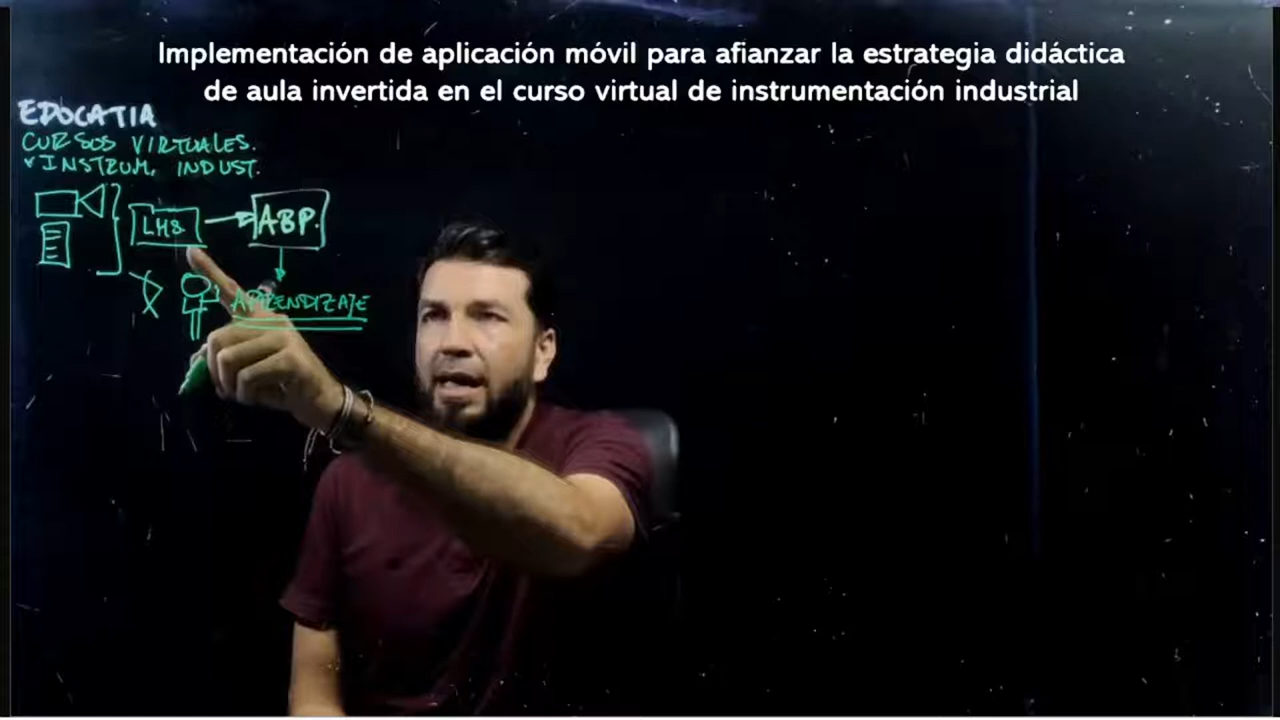 Implementación de aplicación móvil para afianzar la estrategia didáctica
de aula invertida en el curso virtual de instrumentación industrial
EDOCATIA
CURSOS VIRTUALES.
INSTRUM. INDUST.
LMS
ABP.
APRENDIZAJE